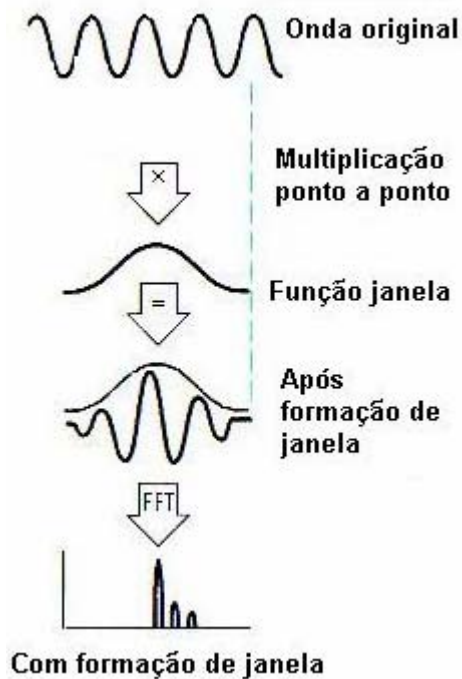 Onda original
Multiplicação
ponto a ponto
×
Função janela
=
Após
formação de
janela
FFT
Com formação de janela